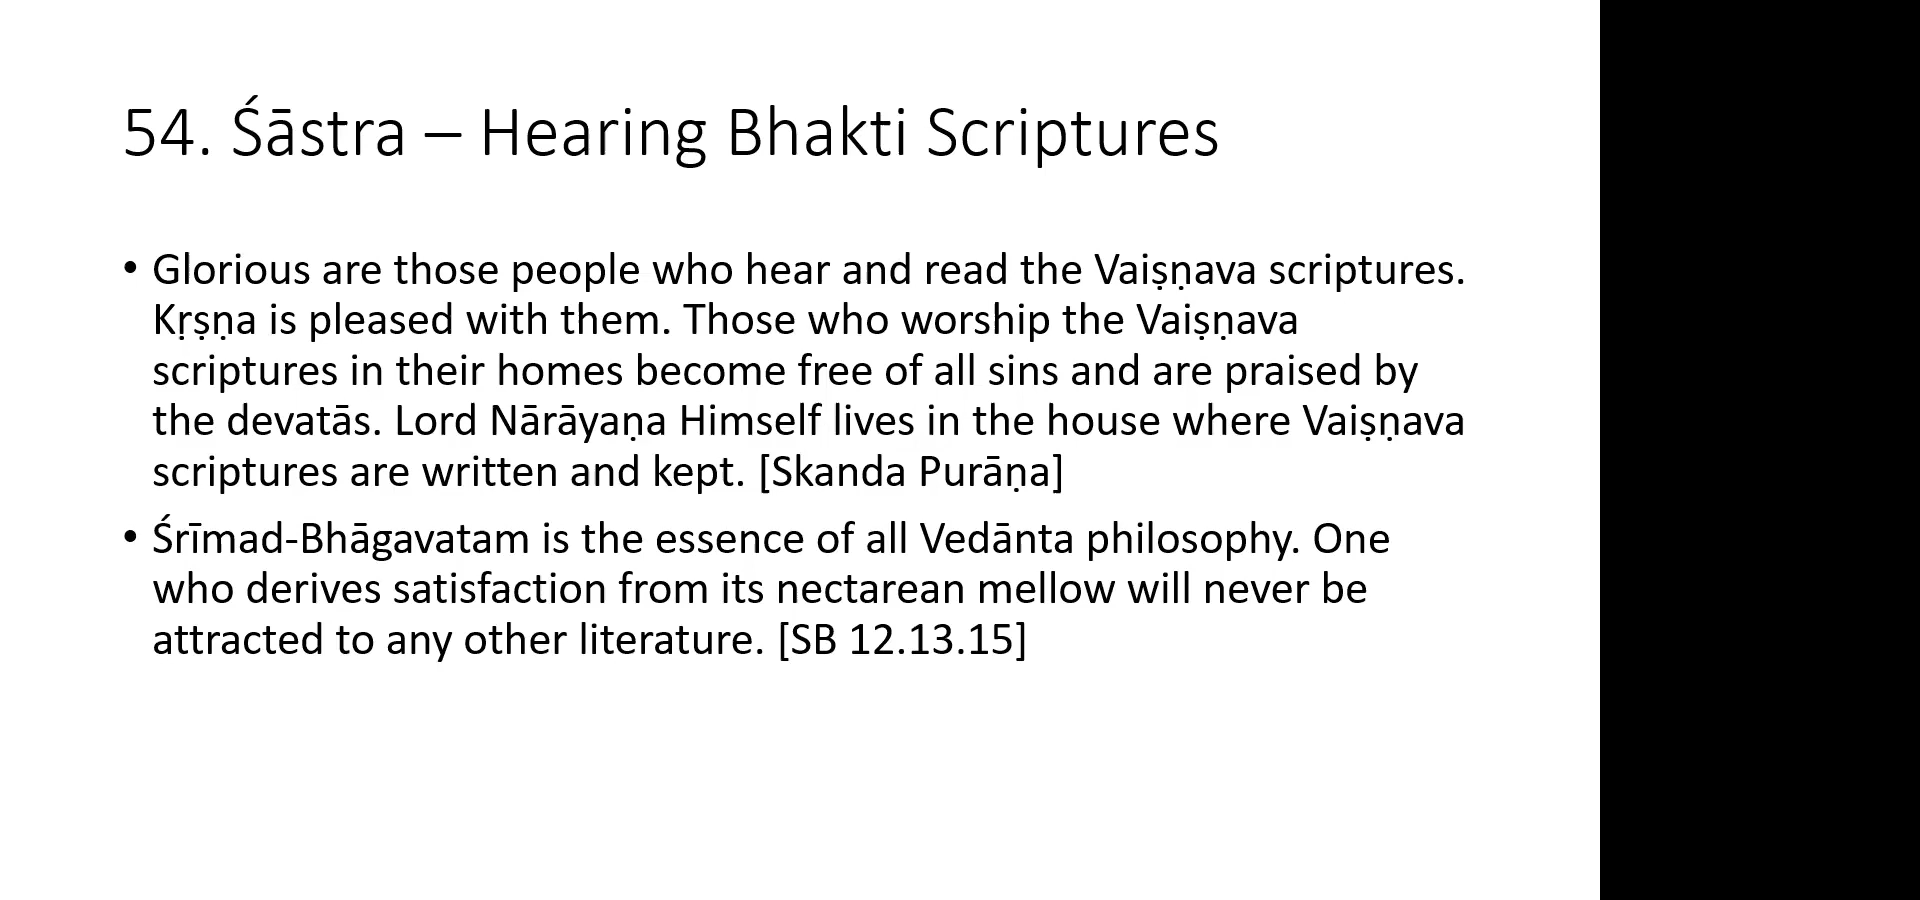 54. Śāstra – Hearing Bhakti Scriptures
• Glorious are those people who hear and read the Vaiṣṇava scriptures.
Kṛṣṇa is pleased with them. Those who worship the Vaiṣṇava
scriptures in their homes become free of all sins and are praised by
the devatās. Lord Nārāyaṇa Himself lives in the house where Vaiṣṇava
scriptures are written and kept. [Skanda Purāṇa]
• Śrīmad-Bhāgavatam is the essence of all Vedānta philosophy. One
who derives satisfaction from its nectarean mellow will never be
attracted to any other literature. [SB 12.13.15]